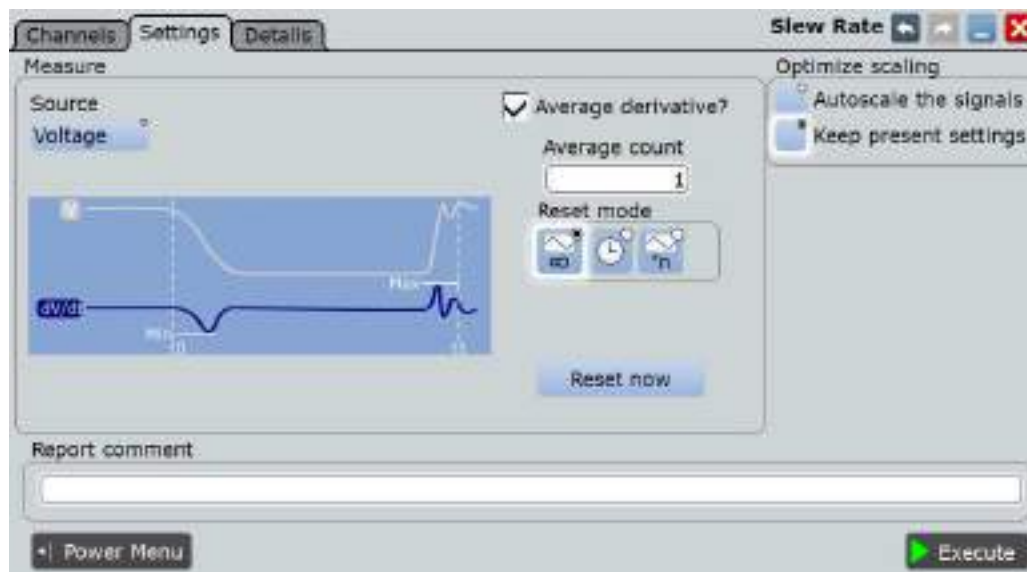 Channels Settings Details Slew Rate
Measure
Optimize scaling
Source
Voltage
Average derivative?
Average count
1
Reset mode
∞
n
Autoscale the signals
Keep present settings
V
Max
dV/dt
Min
Reset now
Report comment
Power Menu
Execute